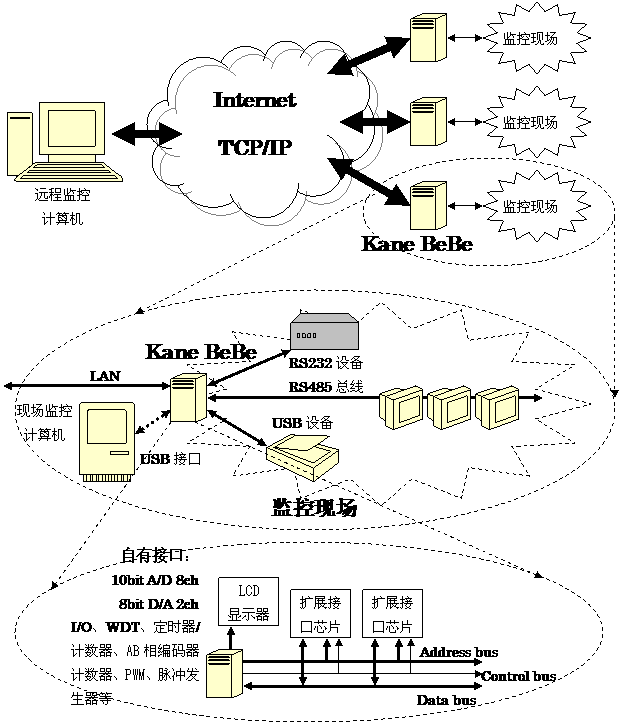 监控现场
Internet
TCP/IP
监控现场
远程监控
计算机
监控现场
Kane BeBe
Kane BeBe
RS232 设备
LAN
RS485 总线
现场监控
计算机
USB 设备
USB 接口
监控现场
自有接口：
10bit A/D 8ch
8bit D/A 2ch
I/O、WDT、定时器/
计数器、AB 相编码器
计数器、PWM、脉冲发
生器等
LCD
显示器
扩展接
口芯片
扩展接
口芯片
Address bus
Control bus
Data bus